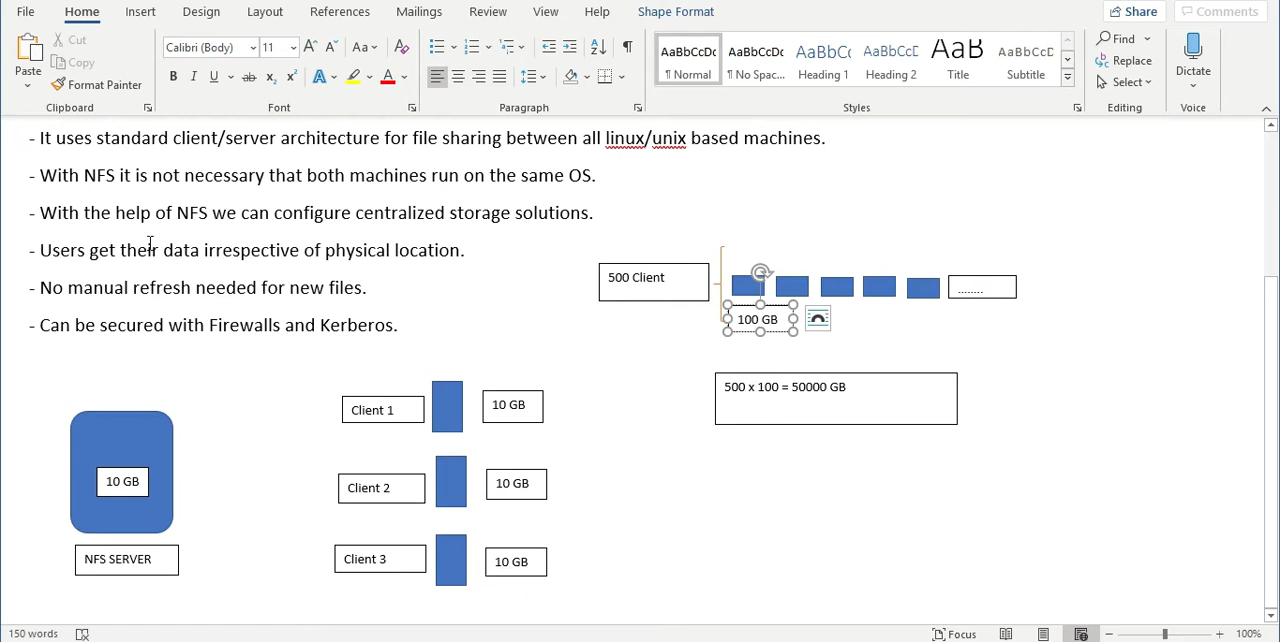 File Home Insert Design Layout References Mailings Review View Help Shape Format Share Comments
Paste Cut Copy Format Painter
Calibri (Body) 11 Aa
B I U ab x₂ x² A A
AaBbCcDc AaBbCcDc AaBbCc AaBbCcD AaB AaBbCcD
¶ Normal ¶ No Spac... Heading 1 Heading 2 Title Subtitle
Find Replace Select
Dictate
Clipboard Font Paragraph Styles Editing Voice
- It uses standard client/server architecture for file sharing between all linux/unix based machines.
- With NFS it is not necessary that both machines run on the same OS.
- With the help of NFS we can configure centralized storage solutions.
- Users get their data irrespective of physical location.
- No manual refresh needed for new files.
- Can be secured with Firewalls and Kerberos.
500 Client
........
100 GB
500 x 100 = 50000 GB
Client 1
10 GB
10 GB
Client 2
10 GB
NFS SERVER
Client 3
10 GB
150 words
Focus
100%